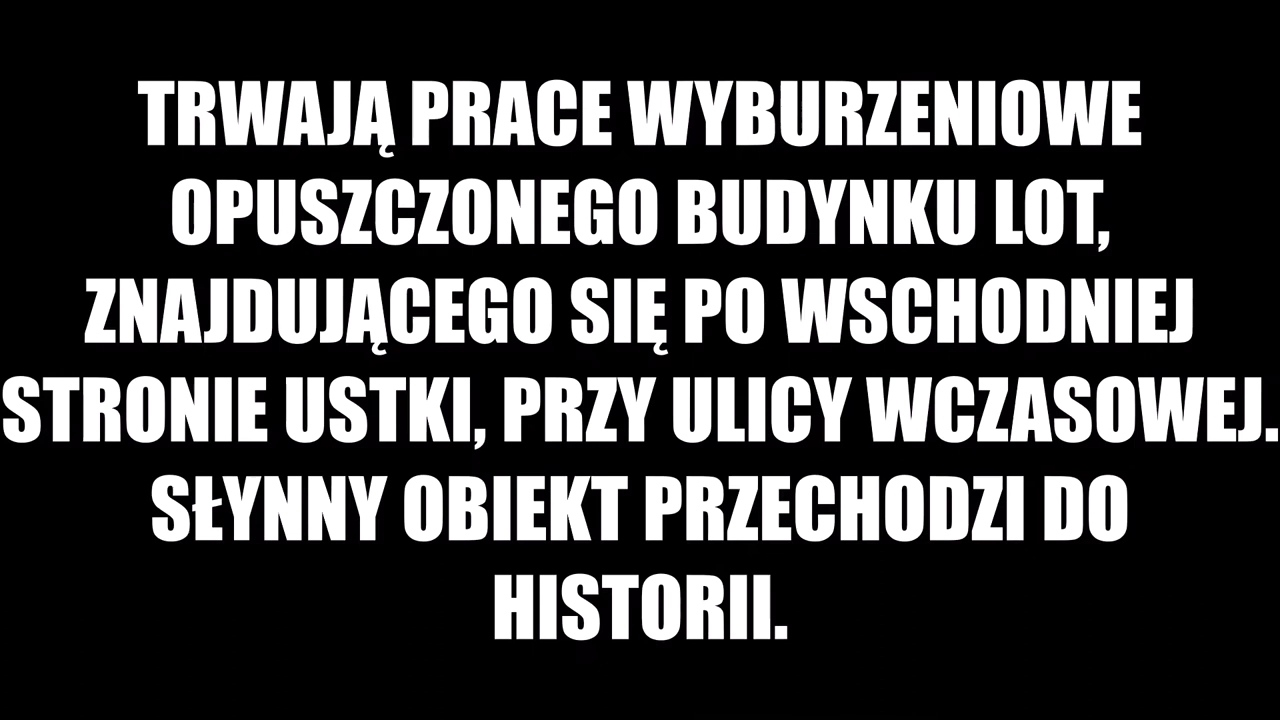 TRWAJĄ PRACE WYBURZENIOWE
OPUSZCZONEGO BUDYNKU LOT,
ZNAJDUJĄCEGO SIĘ PO WSCHODNIEJ
STRONIE USTKI, PRZY ULICY WCZASOWEJ.
SŁYNNY OBIEKT PRZECHODZI DO
HISTORII.